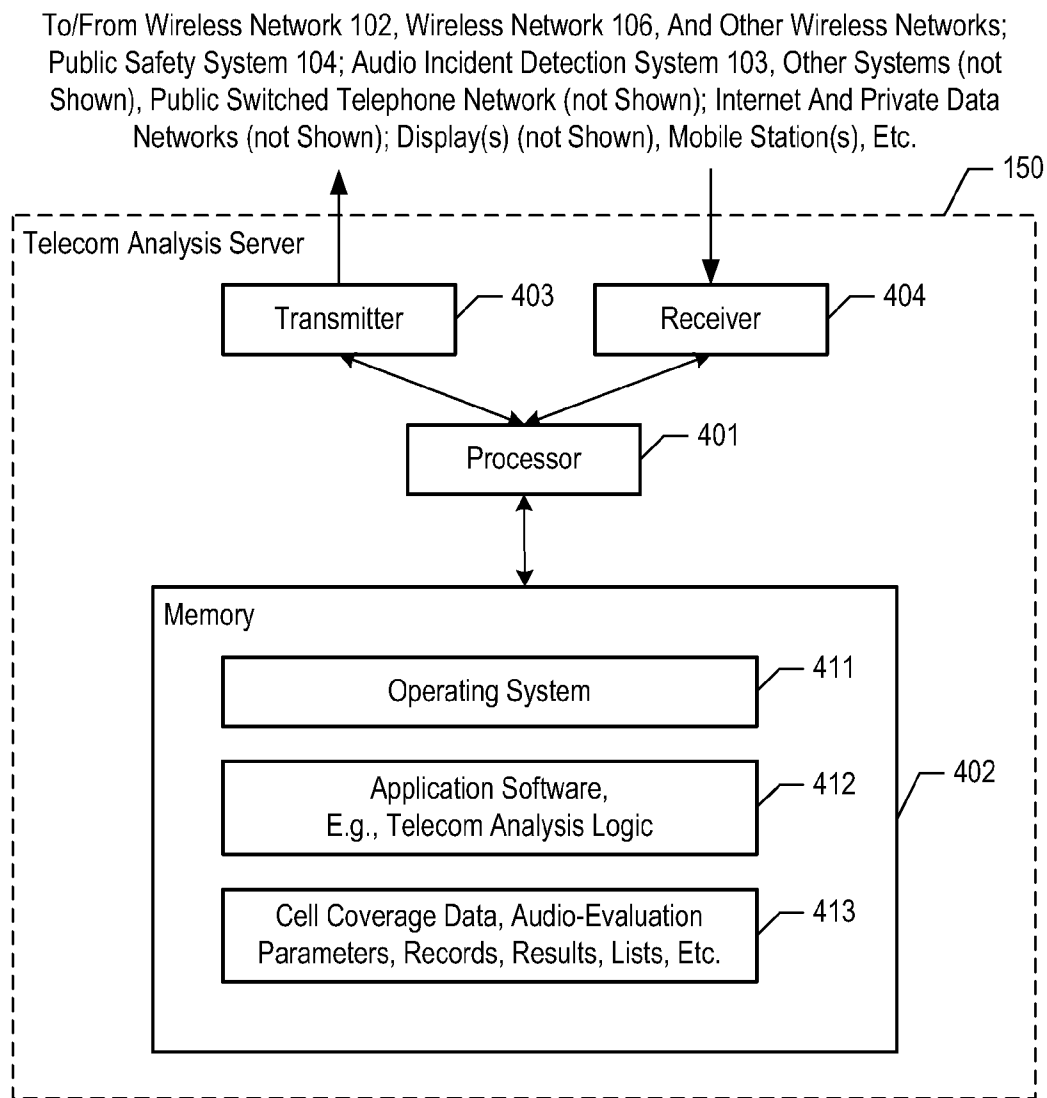 To/From Wireless Network 102, Wireless Network 106, And Other Wireless Networks;
Public Safety System 104; Audio Incident Detection System 103, Other Systems (not
Shown), Public Switched Telephone Network (not Shown); Internet And Private Data
Networks (not Shown); Display(s) (not Shown), Mobile Station(s), Etc.
150
Telecom Analysis Server
Transmitter
403
Receiver
404
Processor
401
Memory
Operating System
411
402
Application Software,
E.g., Telecom Analysis Logic
412
Cell Coverage Data, Audio-Evaluation
Parameters, Records, Results, Lists, Etc.
413